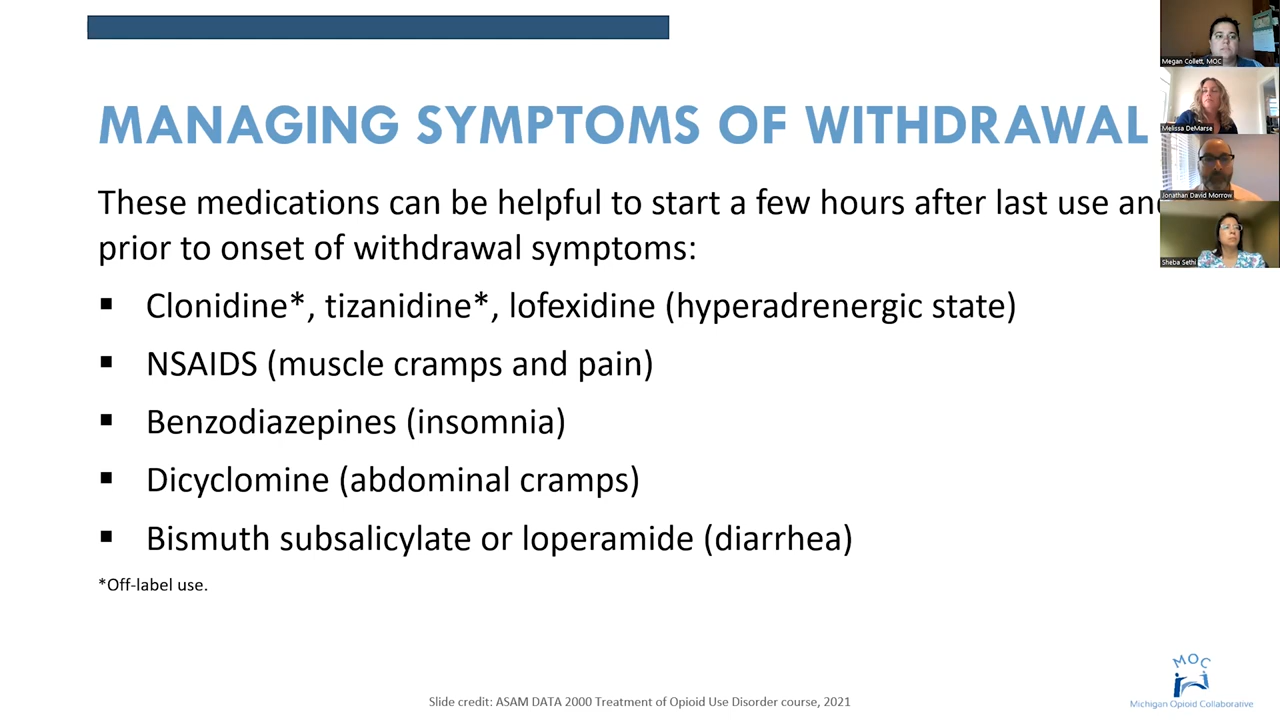 MANAGING SYMPTOMS OF WITHDRAWAL
These medications can be helpful to start a few hours after last use and
prior to onset of withdrawal symptoms:
▪ Clonidine*, tizanidine*, lofexidine (hyperadrenergic state)
▪ NSAIDS (muscle cramps and pain)
▪ Benzodiazepines (insomnia)
▪ Dicyclomine (abdominal cramps)
▪ Bismuth subsalicylate or loperamide (diarrhea)
*Off-label use.
Slide credit: ASAM DATA 2000 Treatment of Opioid Use Disorder course, 2021
MOC
Michigan Opioid Collaborative
Megan Collett, MOC
Melissa DeMarse
Jonathan David Morrow
Sheba Sethi